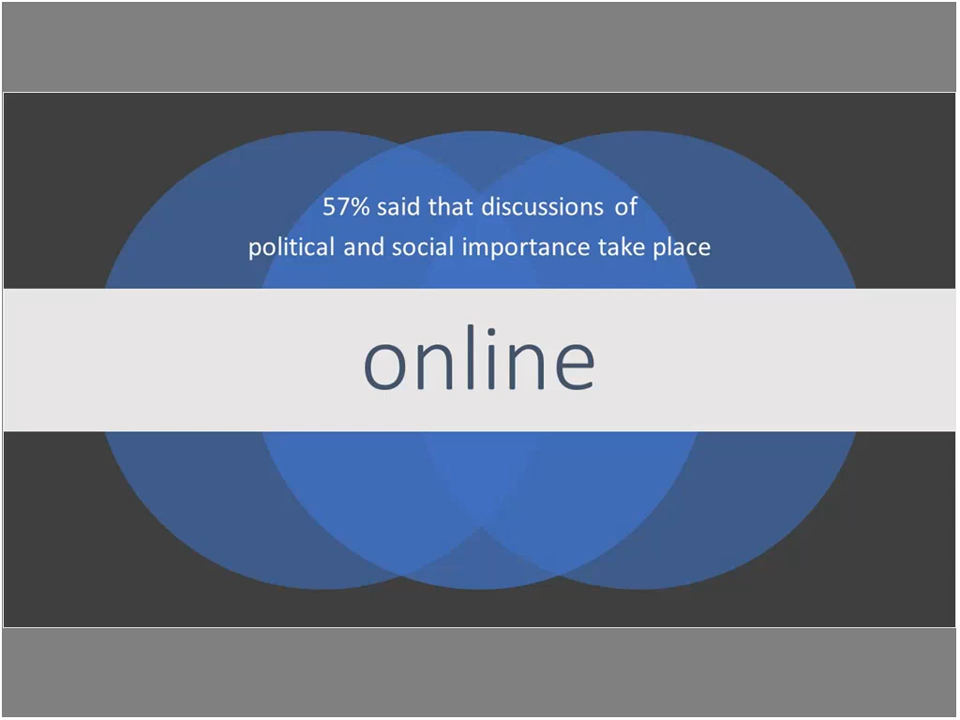 57% said that discussions of
political and social importance take place
online